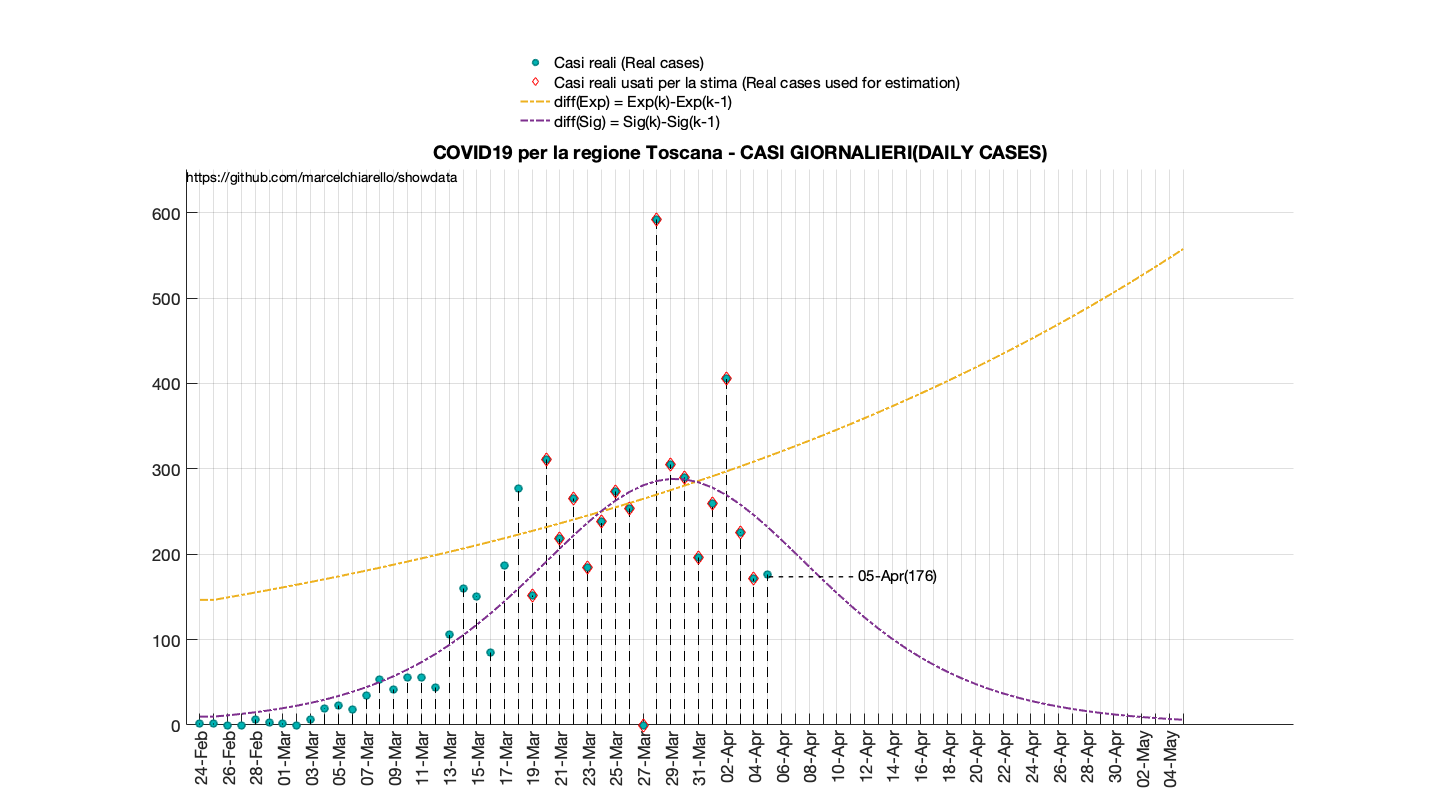 Casi reali (Real cases)
Casi reali usati per la stima (Real cases used for estimation)
diff(Exp) = Exp(k)-Exp(k-1)
diff(Sig) = Sig(k)-Sig(k-1)
COVID19 per la regione Toscana - CASI GIORNALIERI(DAILY CASES)
https://github.com/marcelchiarello/showdata
600
500
400
300
200
100
0
05-Apr(176)
24-Feb
26-Feb
28-Feb
01-Mar
03-Mar
05-Mar
07-Mar
09-Mar
11-Mar
13-Mar
15-Mar
17-Mar
19-Mar
21-Mar
23-Mar
25-Mar
27-Mar
29-Mar
31-Mar
02-Apr
04-Apr
06-Apr
08-Apr
10-Apr
12-Apr
14-Apr
16-Apr
18-Apr
20-Apr
22-Apr
24-Apr
26-Apr
28-Apr
30-Apr
02-May
04-May